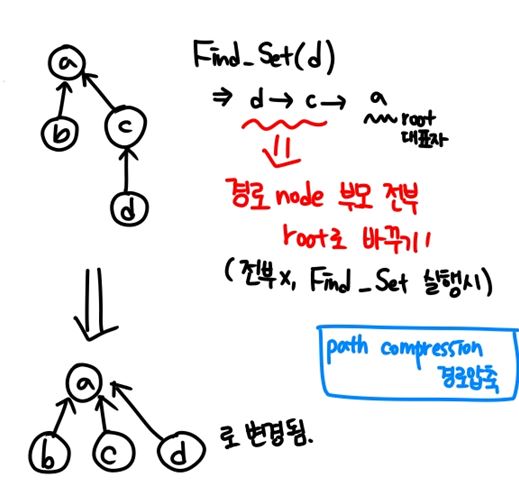 a
b
c
d
Find_Set(d)
⇒ d → c → a
root
대표자
경로 node 부모 전부
root로 바꾸기!
(전부x, Find_Set 실행시)
path compression
경로압축
a
b c d 로 변경됨.